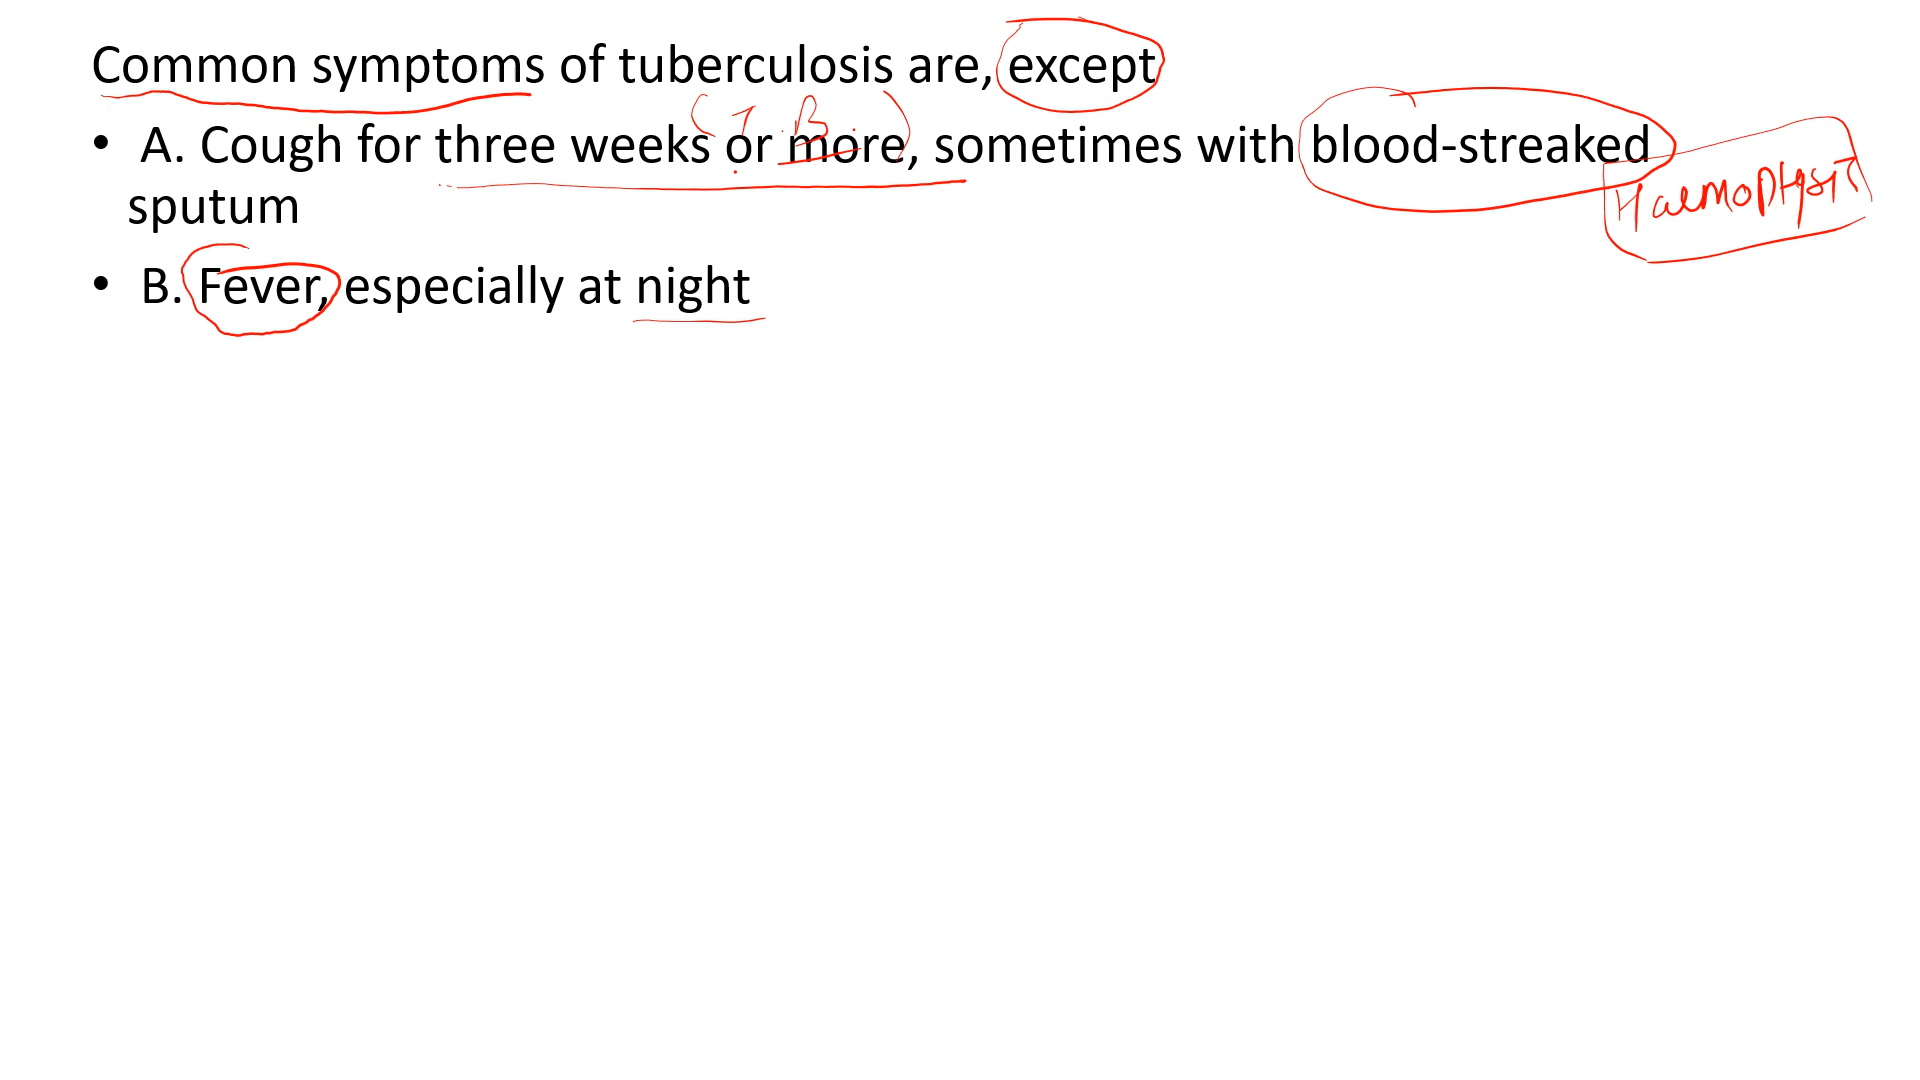 Common symptoms of tuberculosis are, except
(T.B.)
• A. Cough for three weeks or more, sometimes with blood-streaked
sputum
Haemoptysis
• B. Fever, especially at night